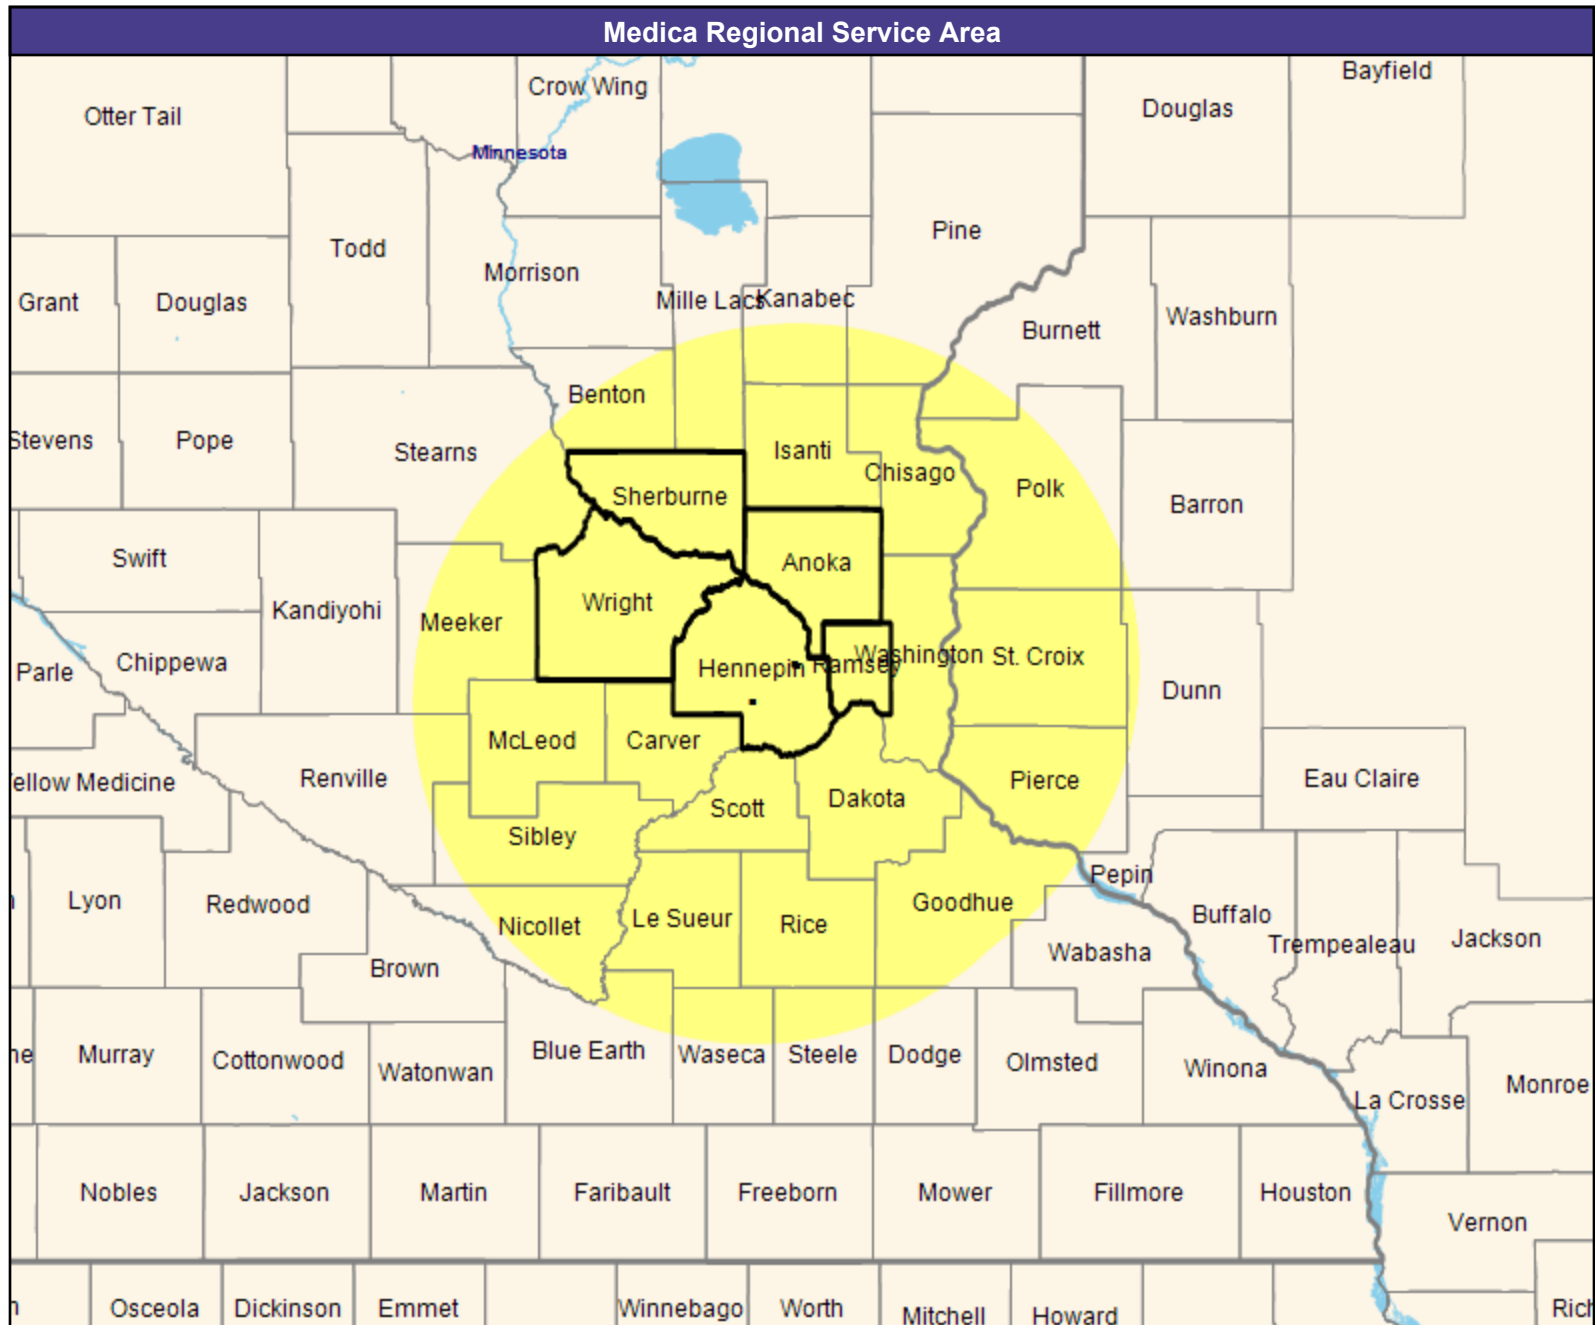 Medica Regional Service Area
Bayfield
Crow Wing
Douglas
Otter Tail
Minnesota
Pine
Todd
Morrison
Grant
Douglas
Mille Lacs
Kanabec
Washburn
Burnett
Benton
Stevens
Pope
Stearns
Isanti
Chisago
Polk
Sherburne
Barron
Swift
Anoka
Kandiyohi
Wright
Meeker
Parle
Chippewa
Hennepin
Ramsey
Washington
St. Croix
Dunn
McLeod
Carver
ellow Medicine
Renville
Pierce
Eau Claire
Scott
Dakota
Sibley
Pepin
Lyon
Redwood
Nicollet
Le Sueur
Rice
Goodhue
Buffalo
Trempealeau
Jackson
Brown
Wabasha
ne
Murray
Cottonwood
Watonwan
Blue Earth
Waseca
Steele
Dodge
Olmsted
Winona
La Crosse
Monroe
Nobles
Jackson
Martin
Faribault
Freeborn
Mower
Fillmore
Houston
Vernon
Osceola
Dickinson
Emmet
Winnebago
Worth
Mitchell
Howard
Rich